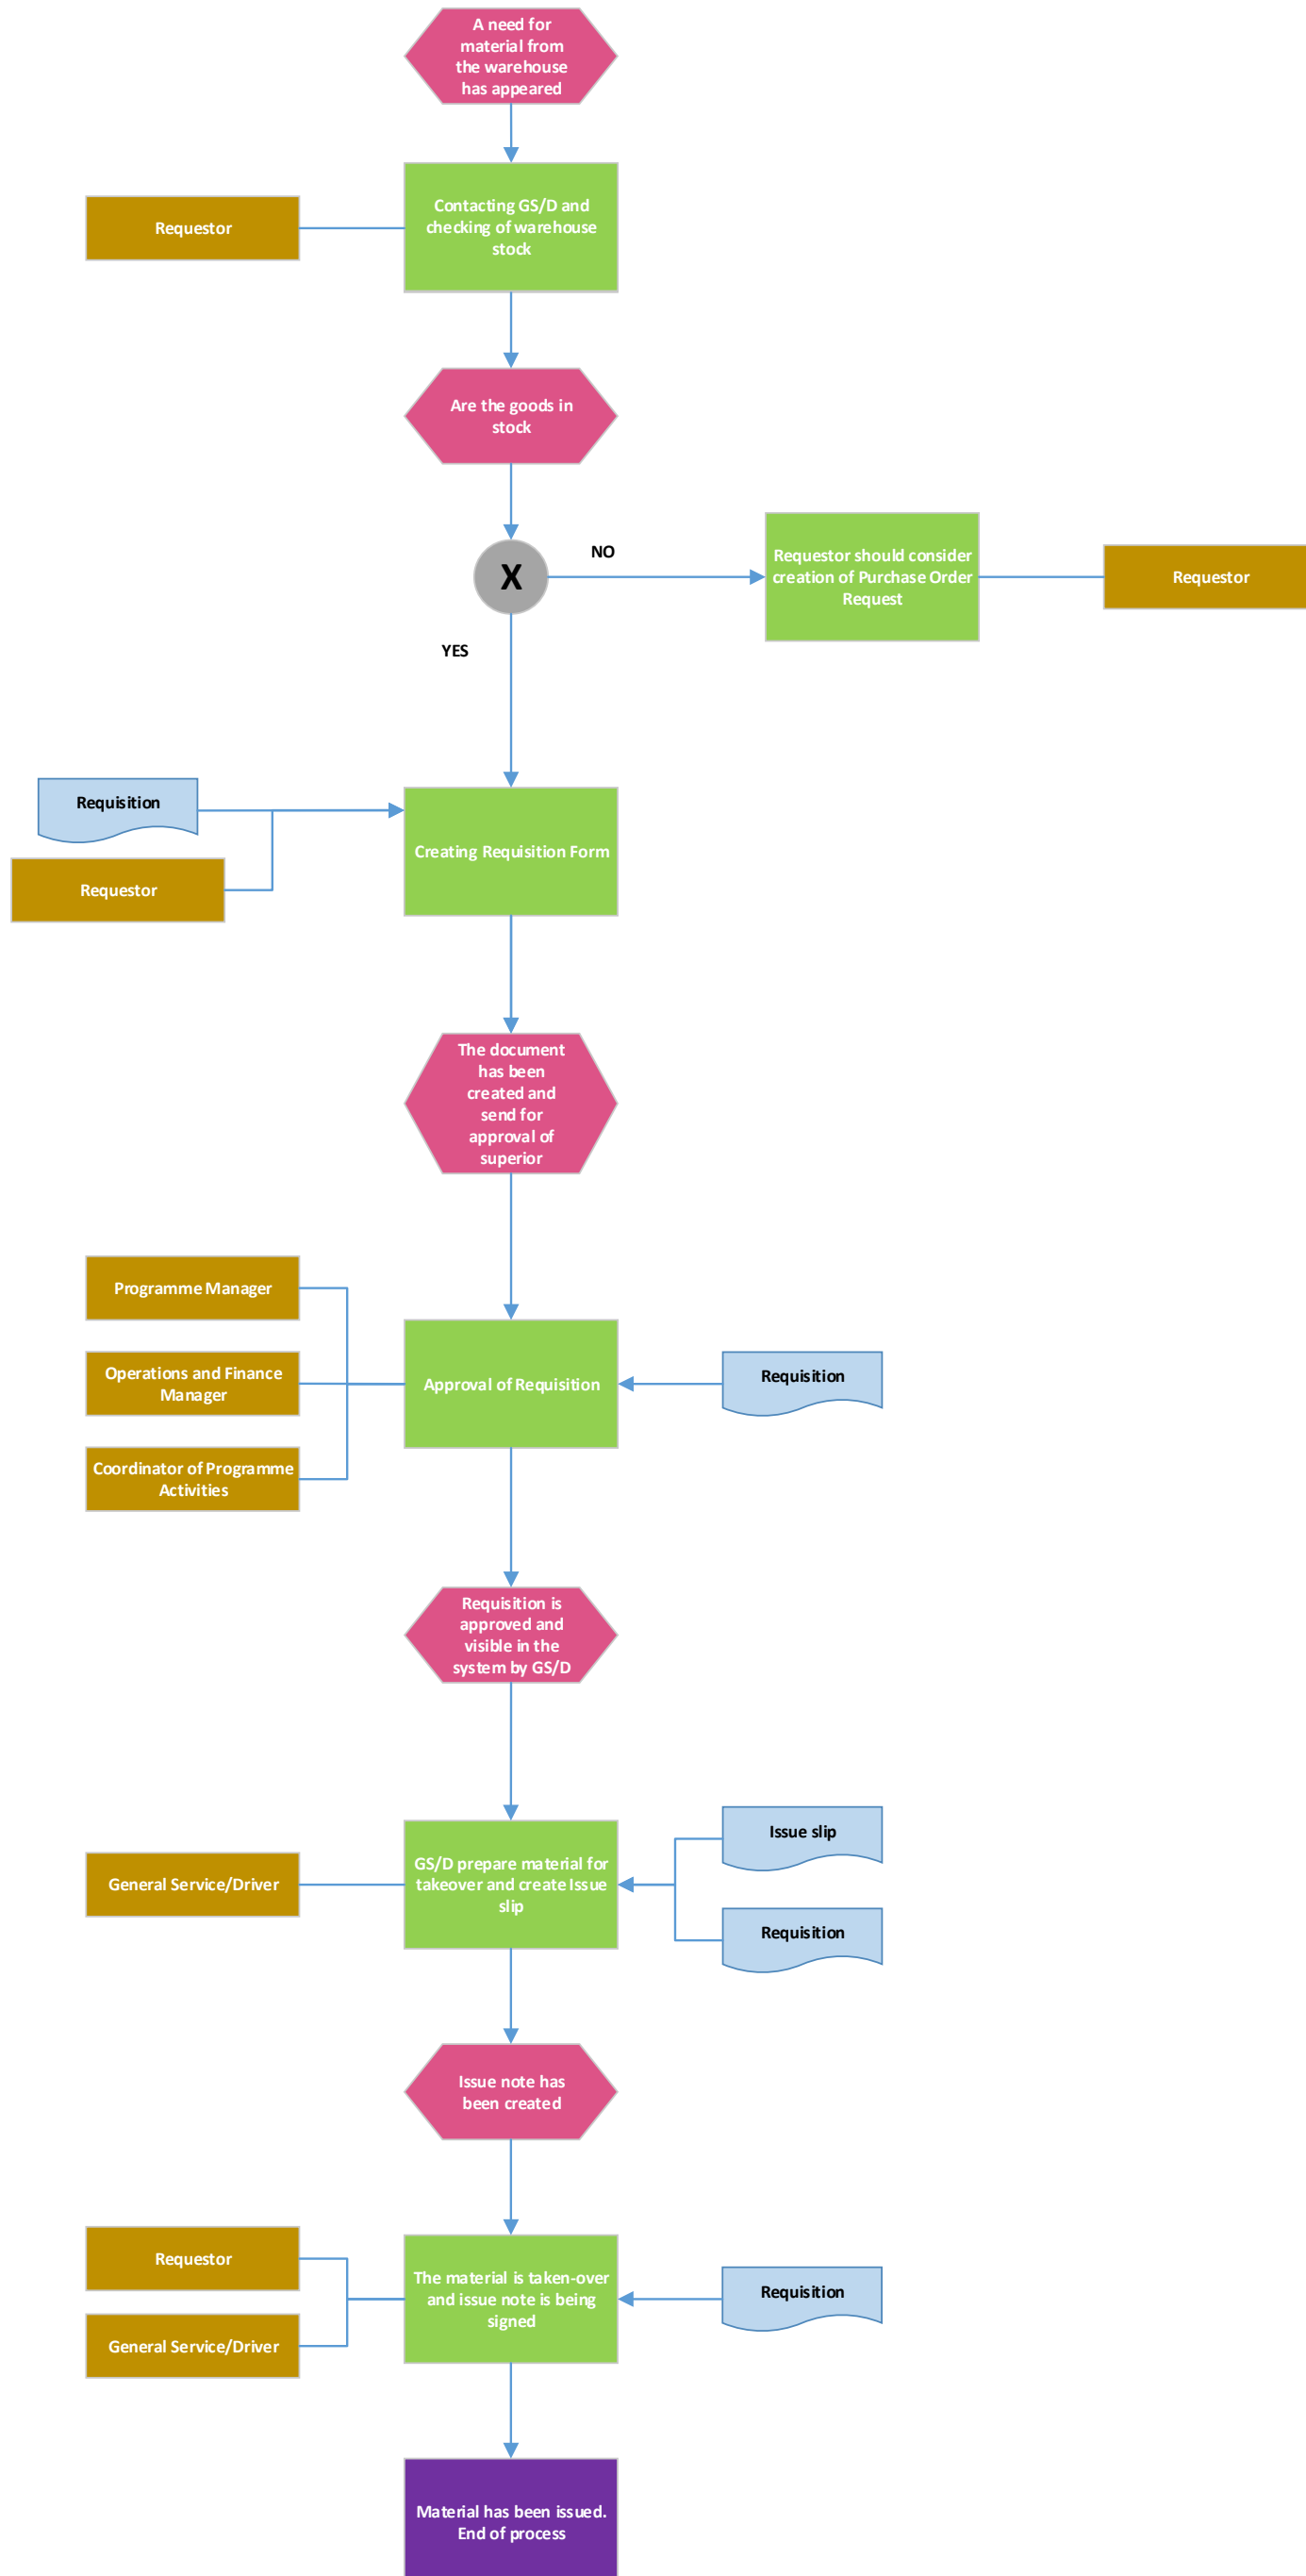 A need for
material from
the warehouse
has appeared
Requestor
Contacting GS/D and
checking of warehouse
stock
Are the goods in
stock
X
NO
Requestor should consider
creation of Purchase Order
Request
Requestor
YES
Requisition
Requestor
Creating Requisition Form
The document
has been
created and
send for
approval of
superior
Programme Manager
Operations and Finance
Manager
Coordinator of Programme
Activities
Approval of Requisition
Requisition
Requisition is
approved and
visible in the
system by GS/D
General Service/Driver
GS/D prepare material for
takeover and create Issue
slip
Issue slip
Requisition
Issue note has
been created
Requestor
General Service/Driver
The material is taken-over
and issue note is being
signed
Requisition
Material has been issued.
End of process